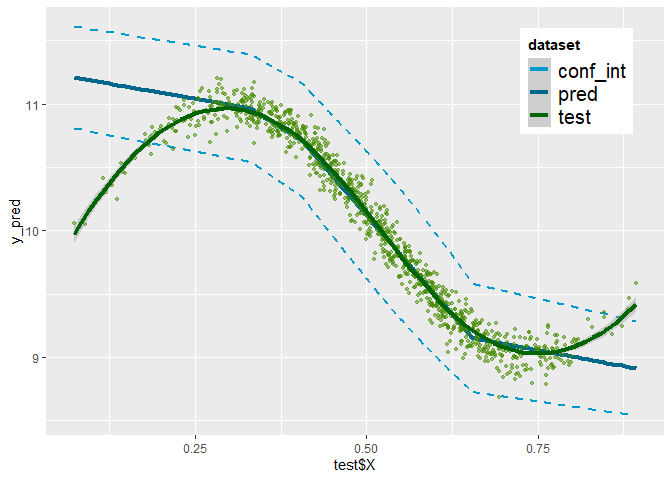 dataset
conf_int
pred
test
11
10
9
y_pred
0.25
0.50
0.75
test$X